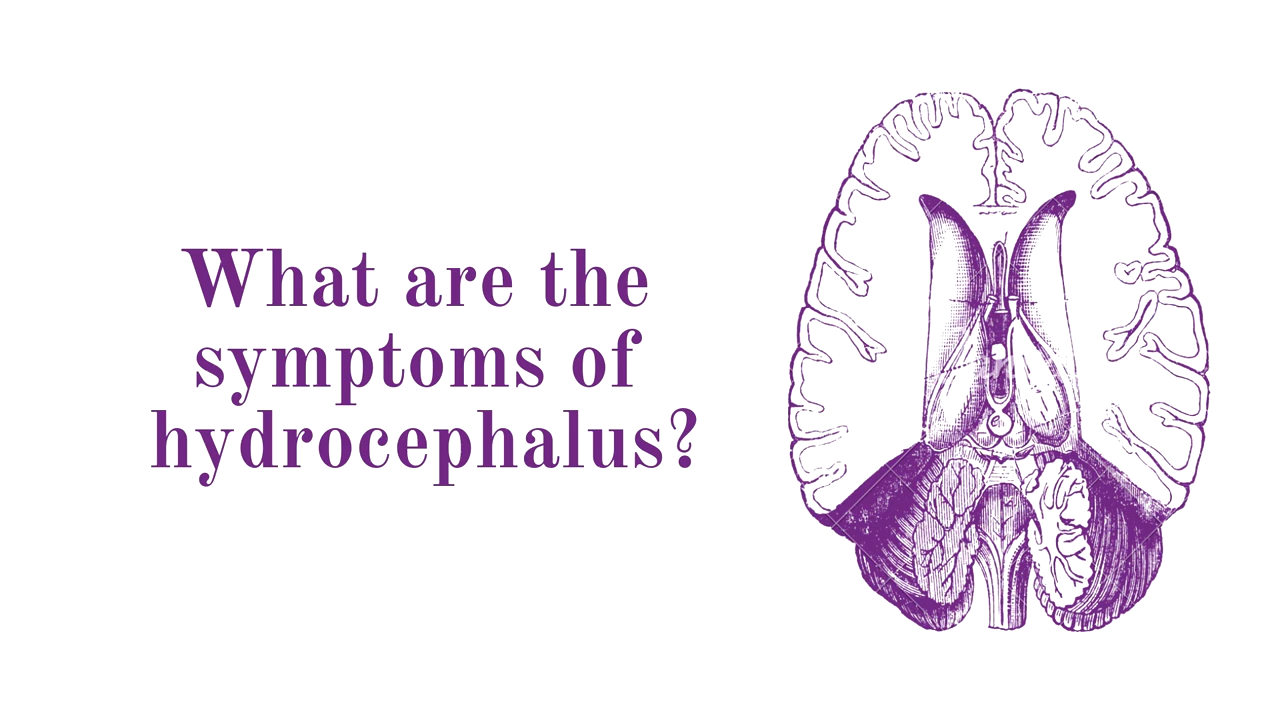 What are the
symptoms of
hydrocephalus?